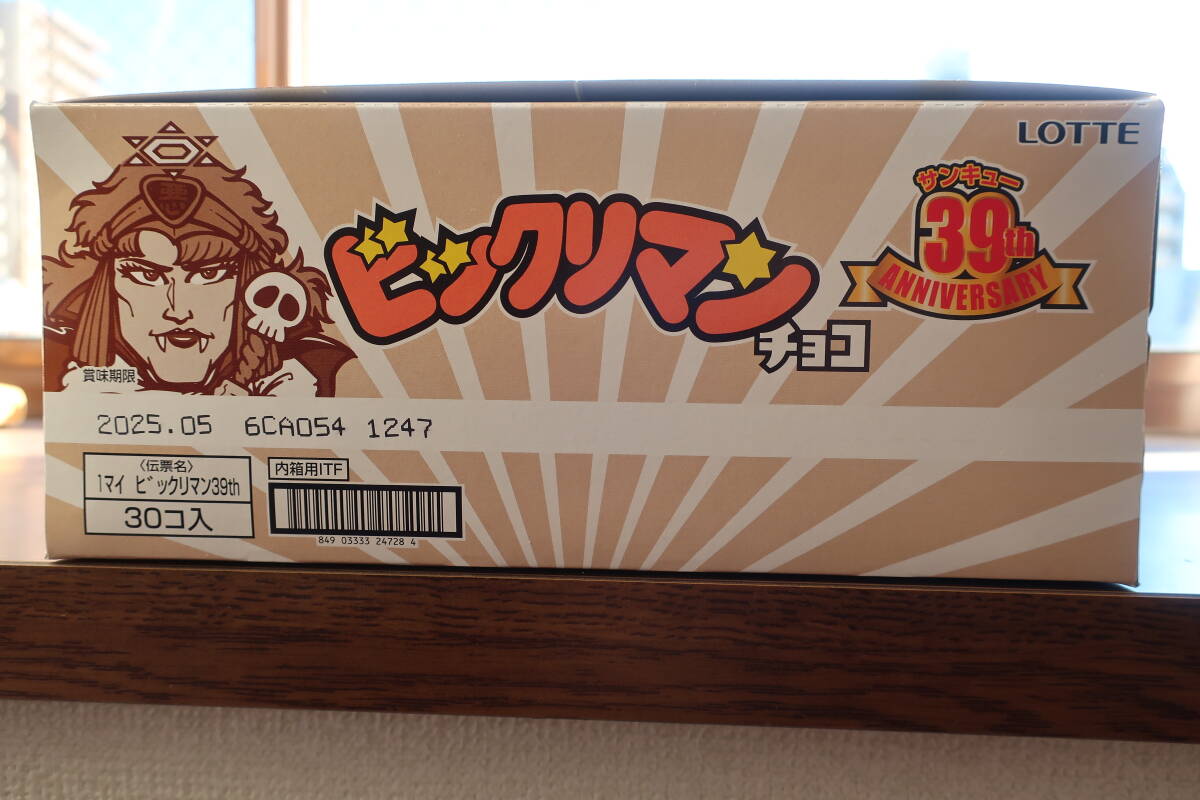 LOTTE
悪
ビックリマン
チョコ
サンキュー
39th
ANNIVERSARY
賞味期限
2025.05 6CA054 1247
〈伝票名〉
1マイ ビックリマン39th
30コ入
内箱用ITF
849 03333 24728 4